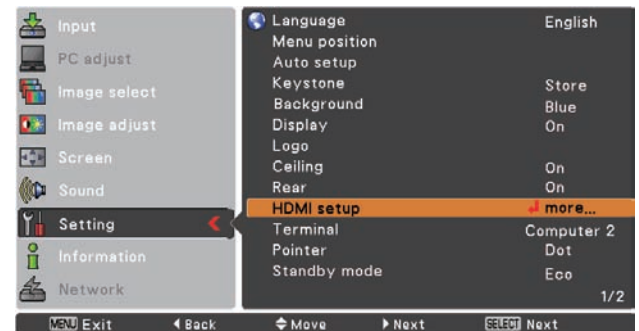 Input
PC adjust
Image select
Image adjust
Screen
Sound
Setting
Information
Network
Language English
Menu position
Auto setup
Keystone Store
Background Blue
Display On
Logo
Ceiling On
Rear On
HDMI setup more...
Terminal Computer 2
Pointer Dot
Standby mode Eco
1/2
MENU Exit Back Move Next SELECT Next